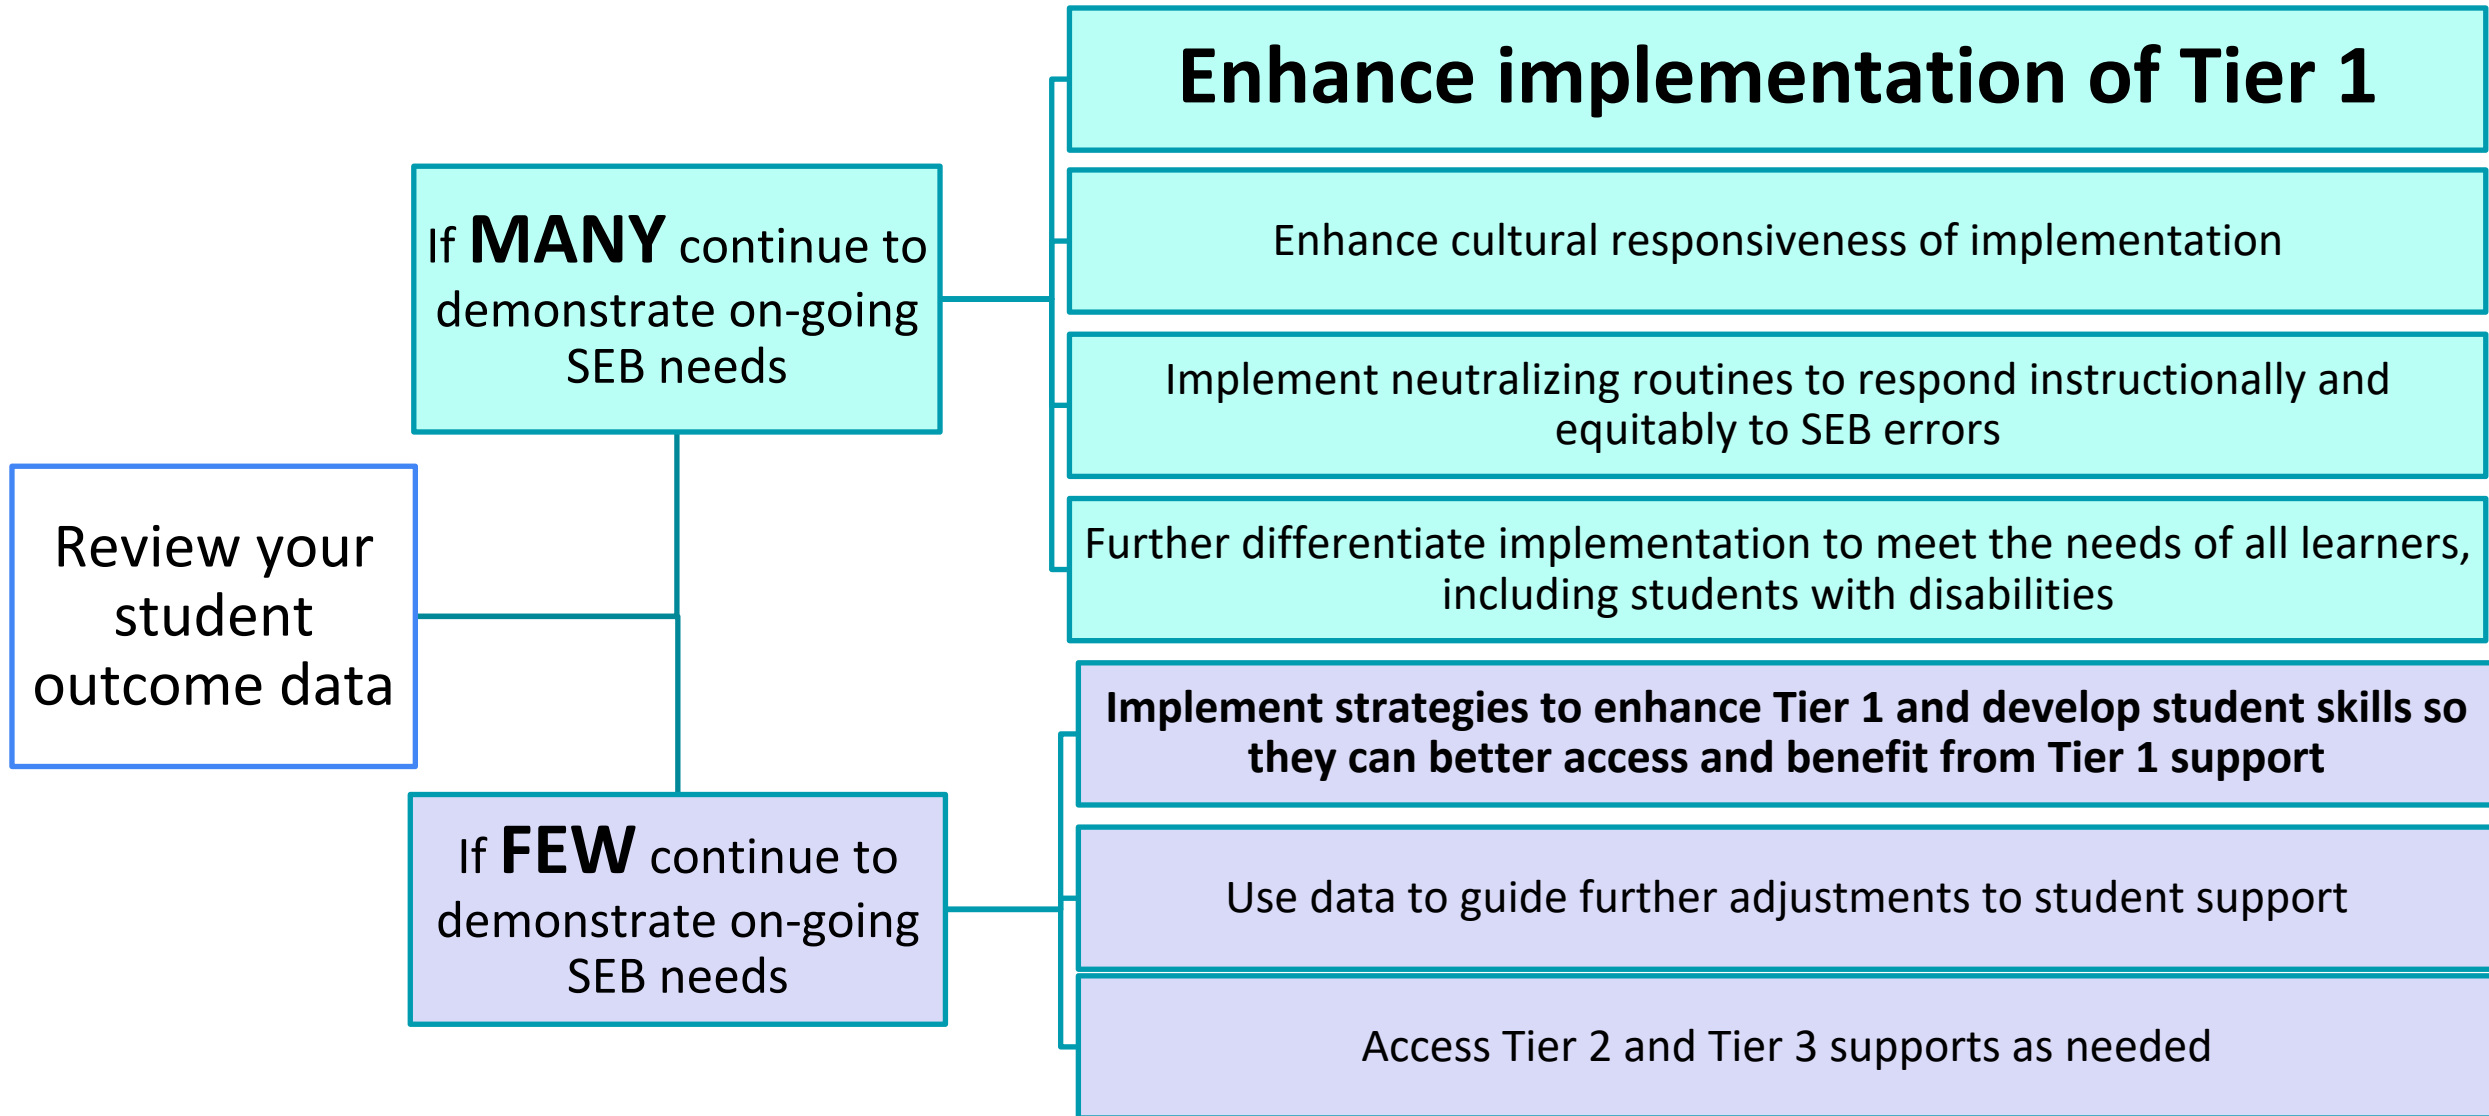 Review your
student
outcome data
If MANY continue to
demonstrate on-going
SEB needs
Enhance implementation of Tier 1
Enhance cultural responsiveness of implementation
Implement neutralizing routines to respond instructionally and
equitably to SEB errors
Further differentiate implementation to meet the needs of all learners,
including students with disabilities
If FEW continue to
demonstrate on-going
SEB needs
Implement strategies to enhance Tier 1 and develop student skills so
they can better access and benefit from Tier 1 support
Use data to guide further adjustments to student support
Access Tier 2 and Tier 3 supports as needed